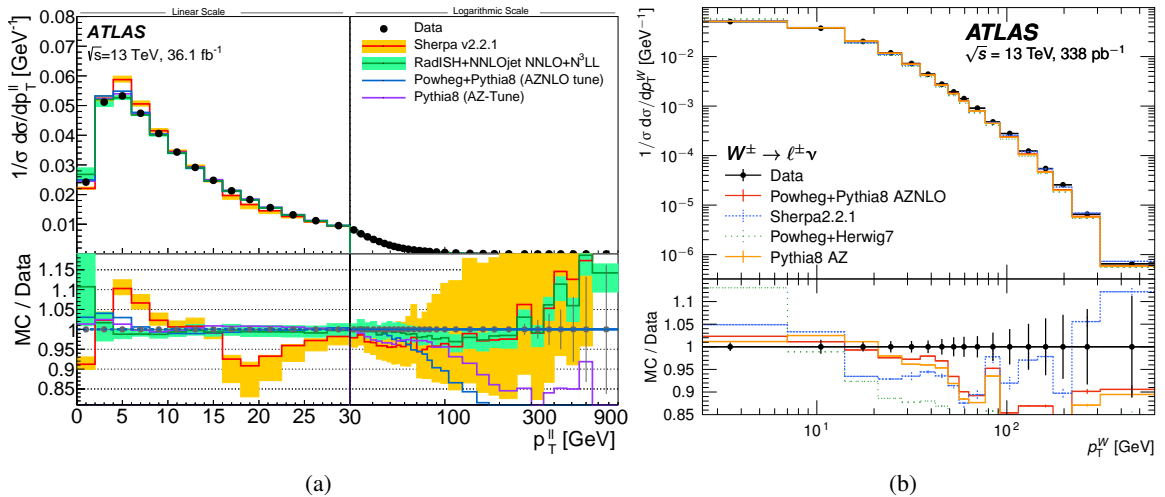 Linear Scale
Logarithmic Scale
ATLAS
√s=13 TeV, 36.1 fb⁻¹
Data
Sherpa v2.2.1
RadISH+NNLOjet NNLO+N³LL
Powheg+Pythia8 (AZNLO tune)
Pythia8 (AZ-Tune)
1/σ dσ/dp_T^ll [GeV⁻¹]
0.08
0.07
0.06
0.05
0.04
0.03
0.02
0.01
MC / Data
1.15
1.1
1.05
1
0.95
0.9
0.85
0 5 10 15 20 25 30 100 300 900
p_T^ll [GeV]
(a)
ATLAS
√s = 13 TeV, 338 pb⁻¹
1/σ dσ/dp_T^W [GeV⁻¹]
10⁻²
10⁻³
10⁻⁴
10⁻⁵
10⁻⁶
W± → ℓ±ν
Data
Powheg+Pythia8 AZNLO
Sherpa2.2.1
Powheg+Herwig7
Pythia8 AZ
MC / Data
1.1
1.05
1
0.95
0.9
0.85
10¹ 10²
p_T^W [GeV]
(b)